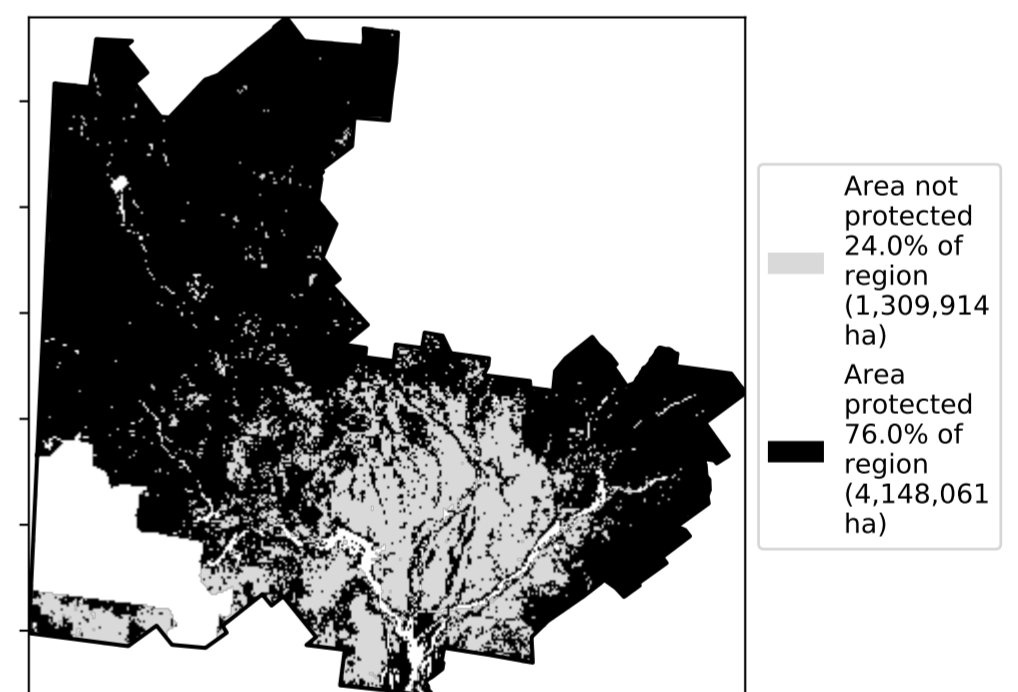 Area not
protected
24.0% of
region
(1,309,914
ha)
Area
protected
76.0% of
region
(4,148,061
ha)